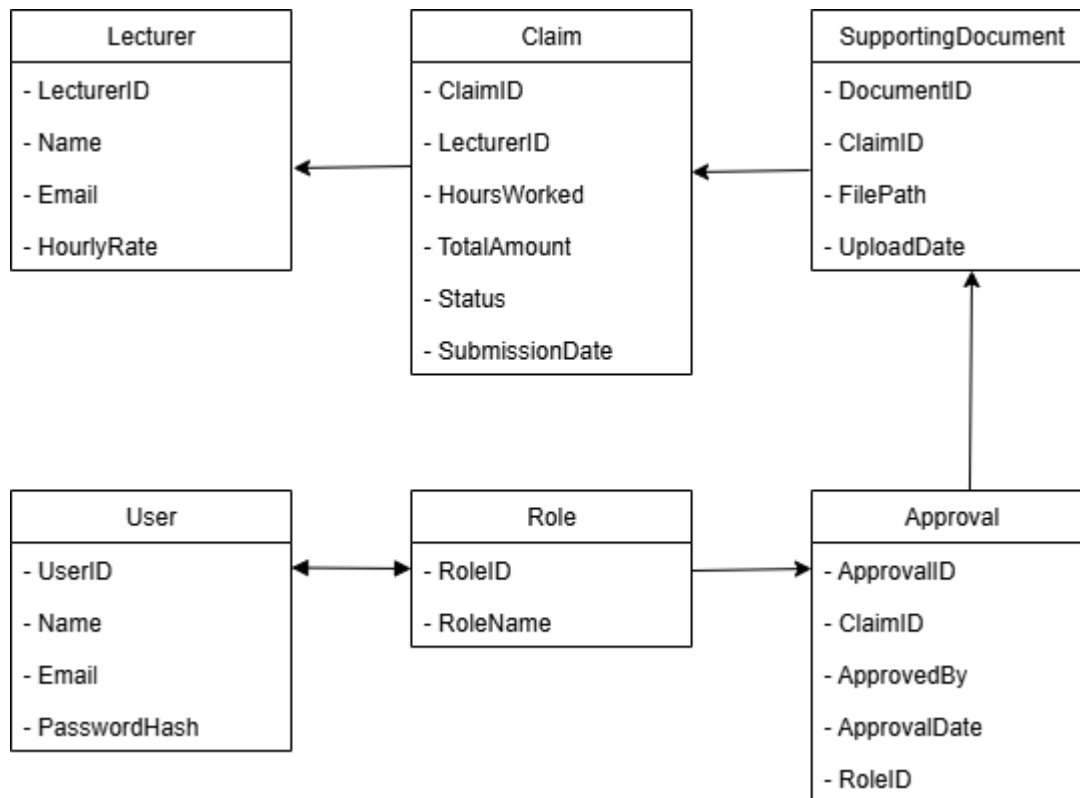 Lecturer
- LecturerID
- Name
- Email
- HourlyRate
Claim
- ClaimID
- LecturerID
- HoursWorked
- TotalAmount
- Status
- SubmissionDate
SupportingDocument
- DocumentID
- ClaimID
- FilePath
- UploadDate
User
- UserID
- Name
- Email
- PasswordHash
Role
- RoleID
- RoleName
Approval
- ApprovalID
- ClaimID
- ApprovedBy
- ApprovalDate
- RoleID